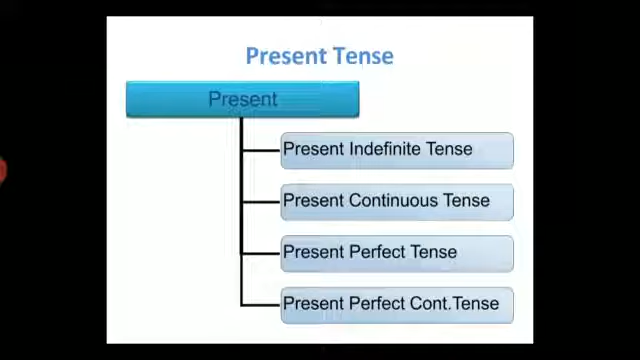 Present Tense
Present
Present Indefinite Tense
Present Continuous Tense
Present Perfect Tense
Present Perfect Cont.Tense